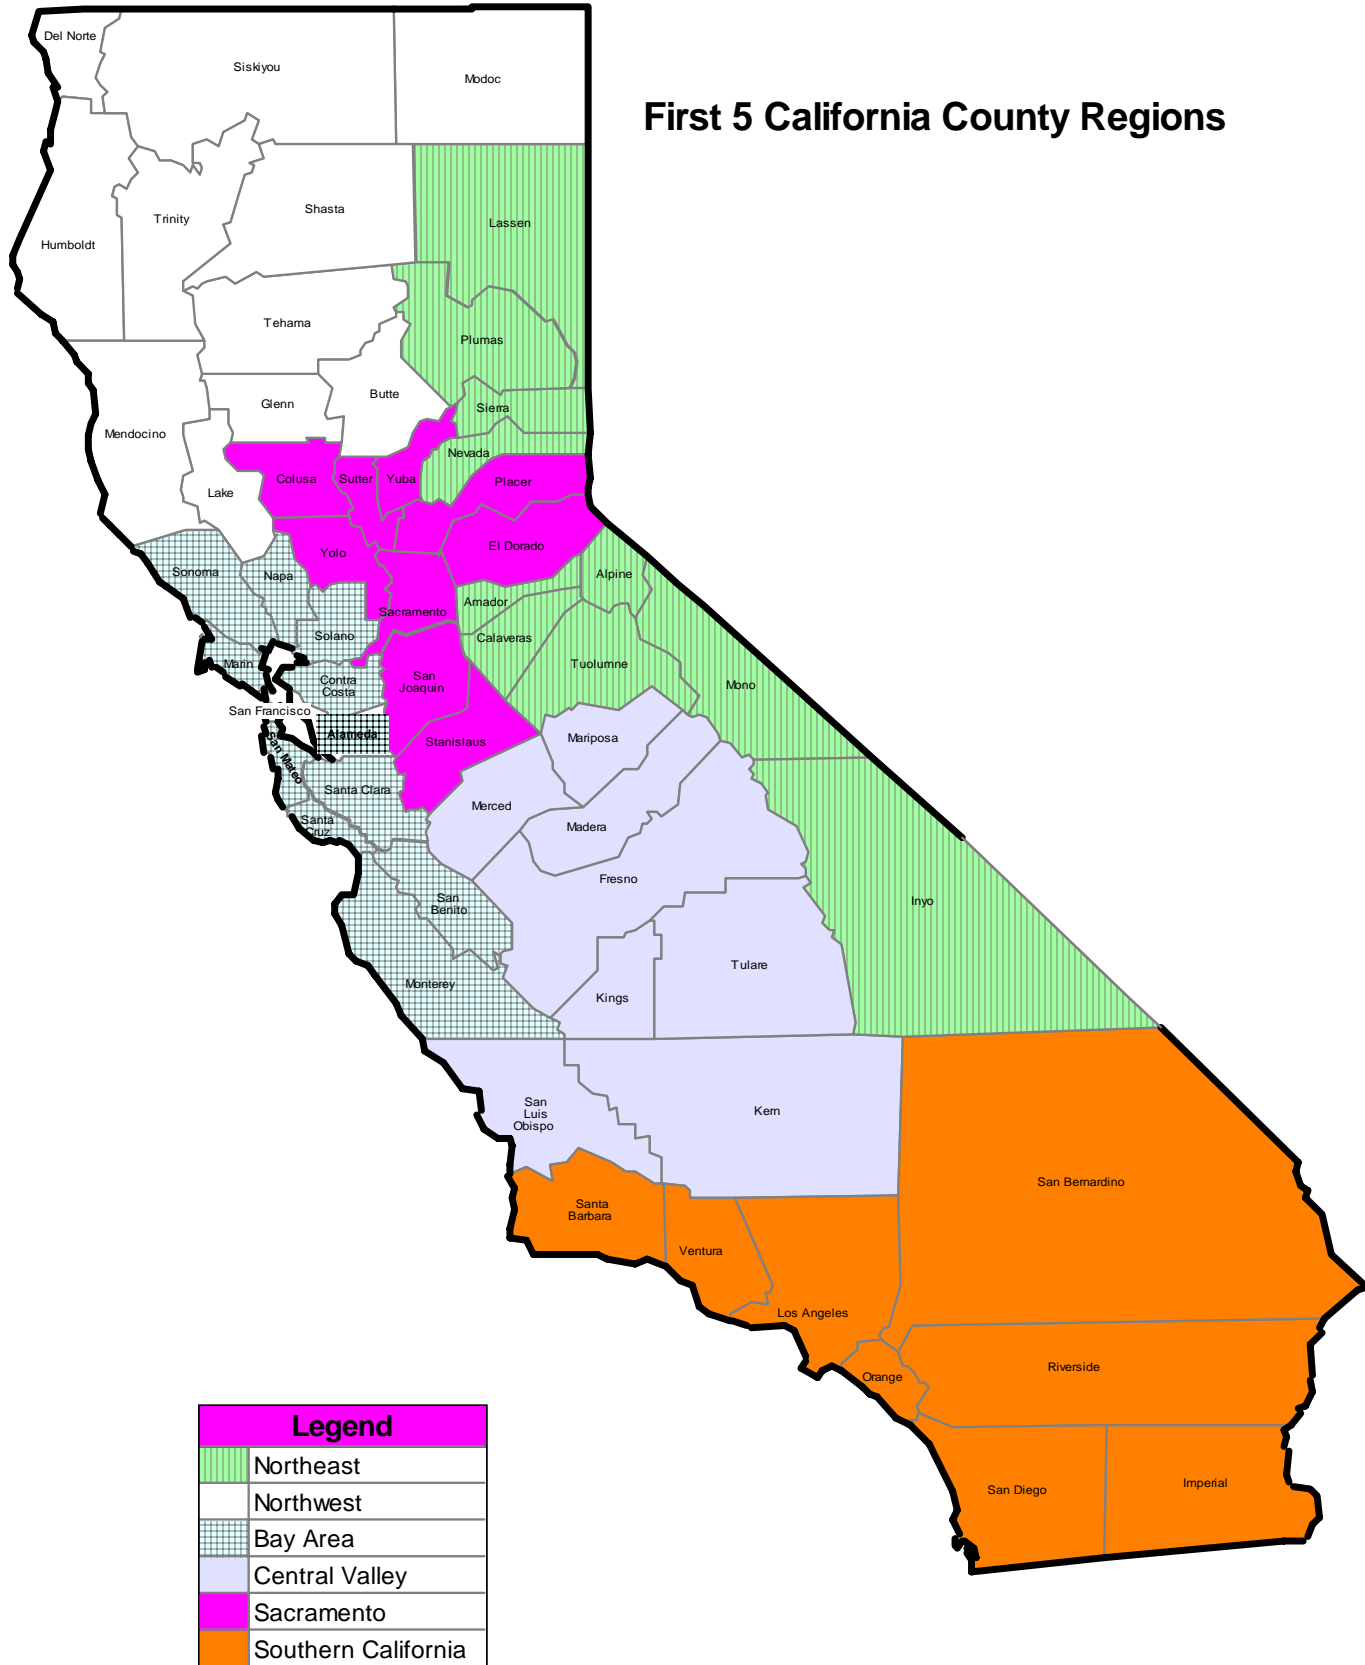 Del Norte
Siskiyou
Modoc
First 5 California County Regions
Shasta
Trinity
Lassen
Humboldt
Tehama
Plumas
Butte
Glenn
Sierra
Mendocino
Nevada
Colusa
Sutter
Yuba
Placer
Lake
El Dorado
Yolo
Sonoma
Napa
Alpine
Amador
Sacramento
Solano
Calaveras
Marin
Tuolumne
Contra
Costa
San
Joaquin
Mono
San Francisco
Alameda
Stanislaus
Mariposa
San Mateo
Santa Clara
Merced
Santa
Cruz
Madera
Fresno
San
Benito
Inyo
Tulare
Monterey
Kings
San
Luis
Obispo
Kern
San Bernardino
Santa
Barbara
Ventura
Los Angeles
Riverside
Orange
San Diego
Imperial
Legend
Northeast
Northwest
Bay Area
Central Valley
Sacramento
Southern California